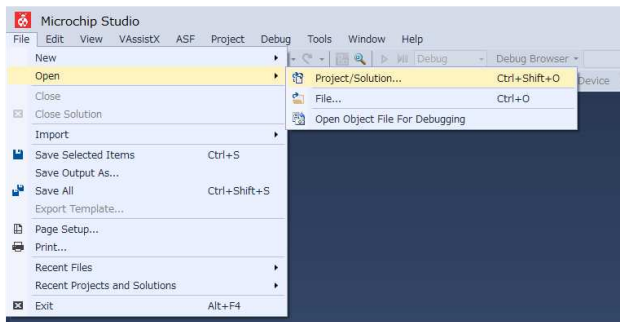 Microchip Studio
File Edit View VAssistX ASF Project Debug Tools Window Help
New
Debug Debug Browser
Open
Project/Solution... Ctrl+Shift+O
Device
Close
File... Ctrl+O
Close Solution
Open Object File For Debugging
Import
Save Selected Items Ctrl+S
Save Output As...
Save All Ctrl+Shift+S
Export Template...
Page Setup...
Print...
Recent Files
Recent Projects and Solutions
Exit Alt+F4